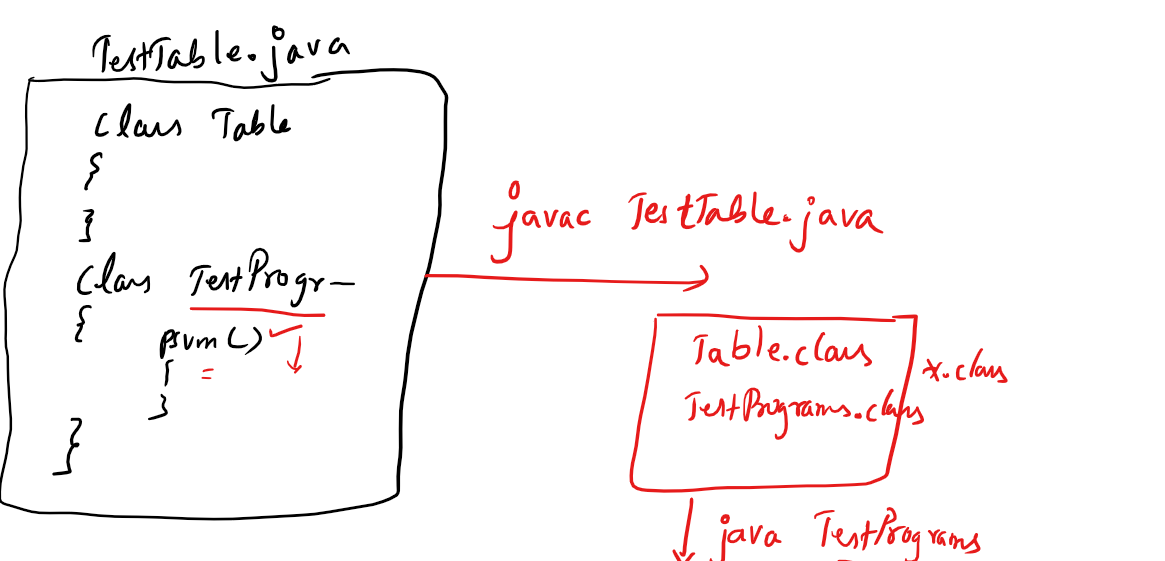 TestTable.java
class Table
{
}
class TestProgr—
{
psvm ( )
{ =
}
}
javac TestTable.java
Table.class
TestPrograms.class
*.class
java TestPrograms